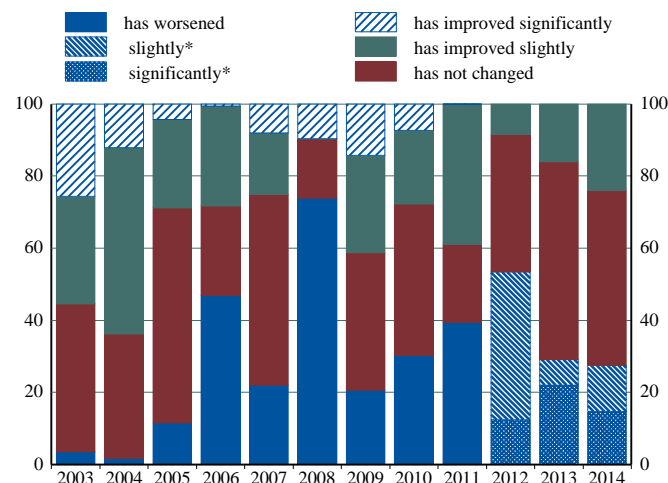 has worsened
slightly*
significantly*
has improved significantly
has improved slightly
has not changed
100 100
80 80
60 60
40 40
20 20
0 0
2003 2004 2005 2006 2007 2008 2009 2010 2011 2012 2013 2014